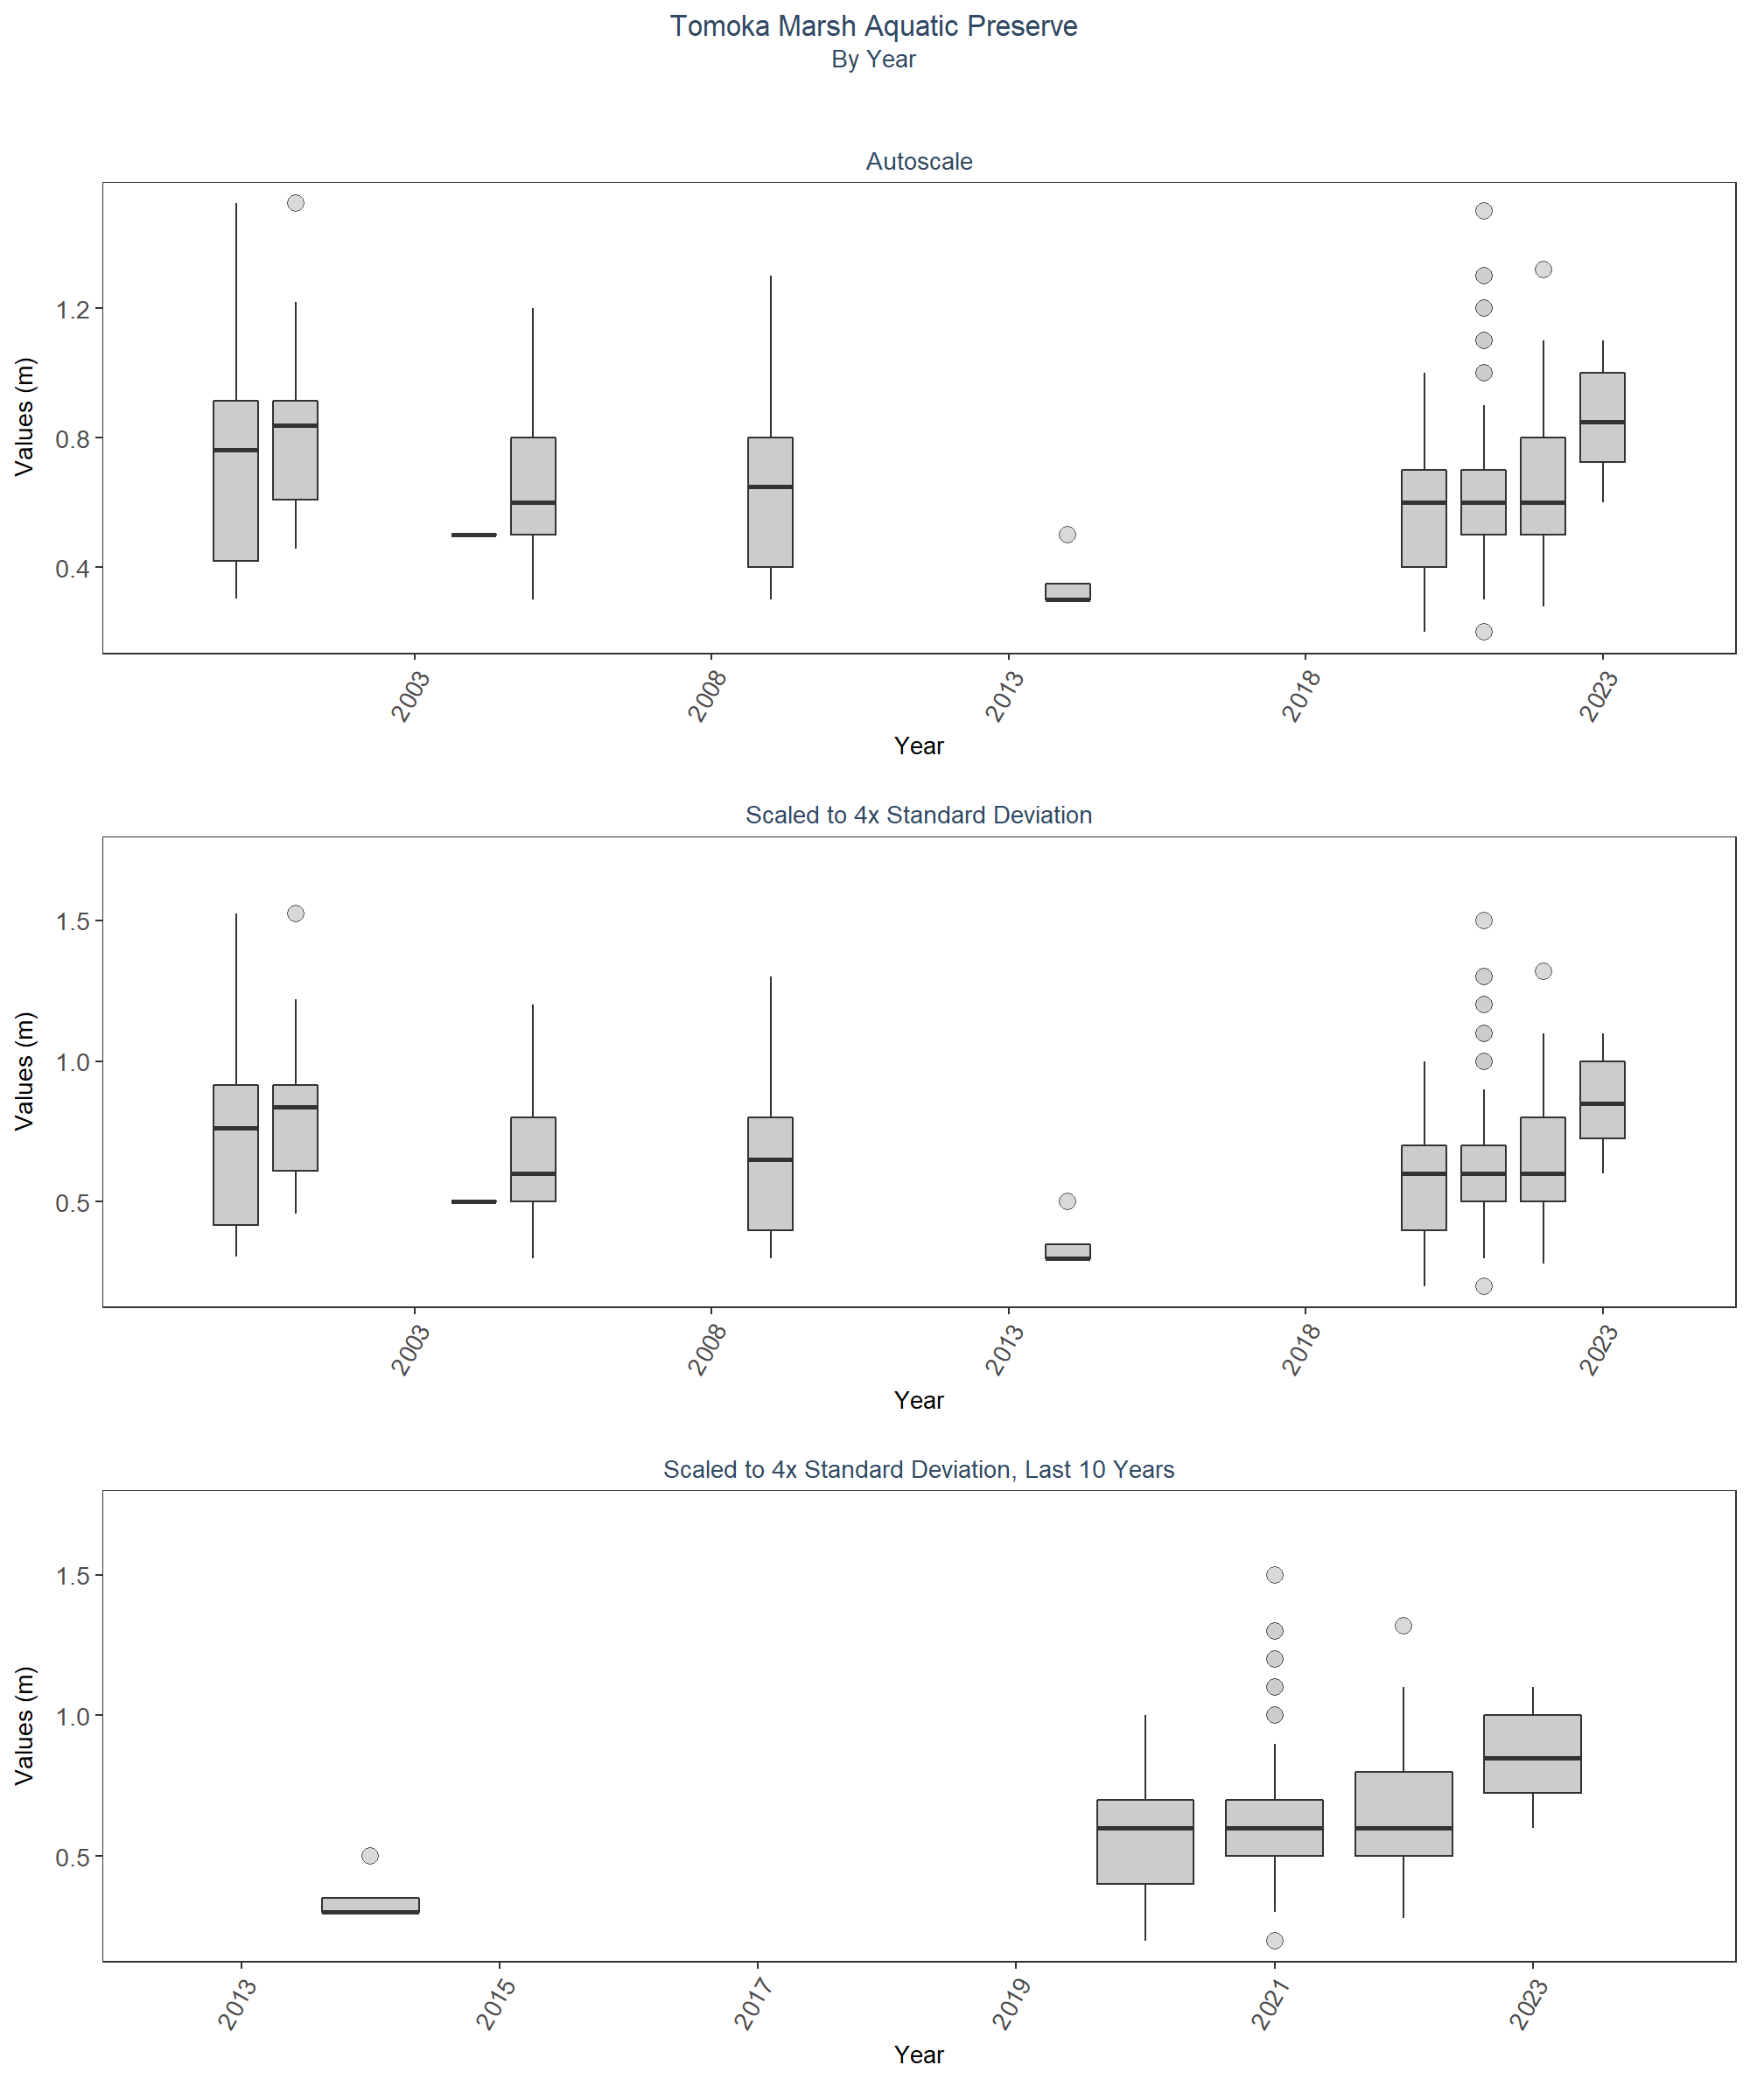 Tomoka Marsh Aquatic Preserve
By Year
Autoscale
Values (m)
1.2
0.8
0.4
2003 2008 2013 2018 2023
Year
Scaled to 4x Standard Deviation
Values (m)
1.5
1.0
0.5
2003 2008 2013 2018 2023
Year
Scaled to 4x Standard Deviation, Last 10 Years
Values (m)
1.5
1.0
0.5
2013 2015 2017 2019 2021 2023
Year